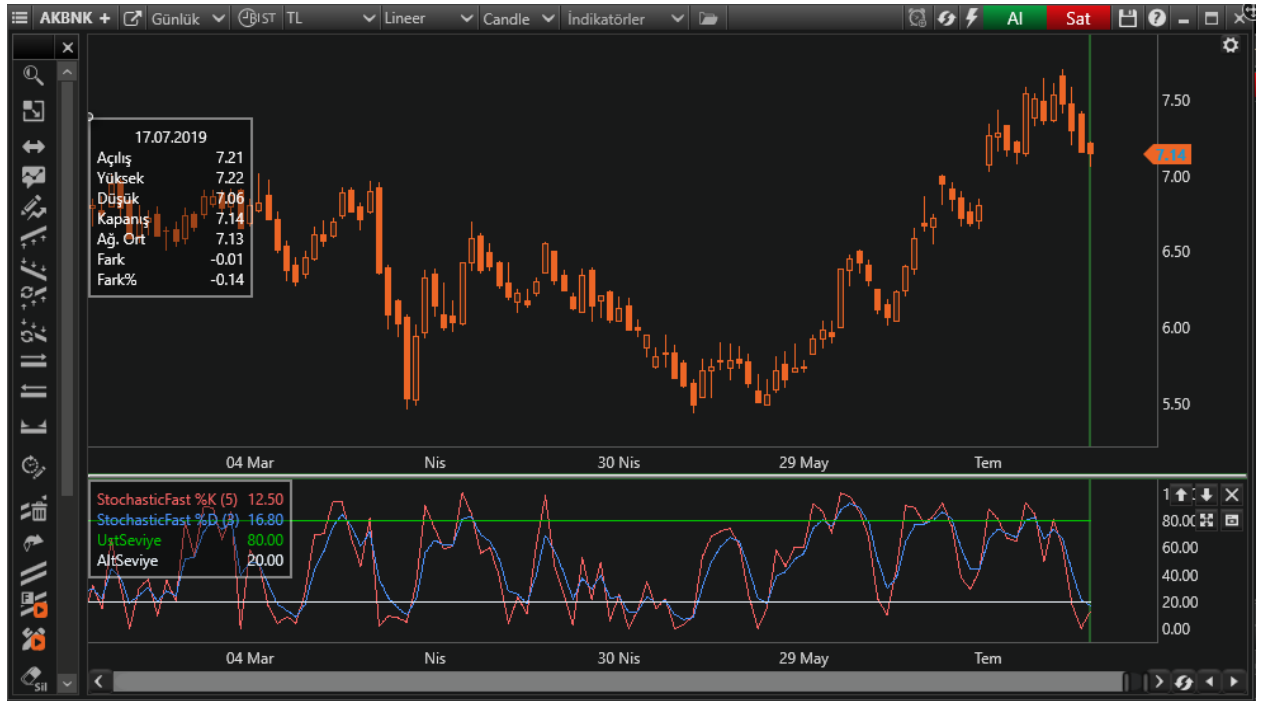 AKBNK + Günlük BIST TL Lineer Candle İndikatörler Al Sat
17.07.2019
Açılış 7.21
Yüksek 7.22
Düşük 7.06
Kapanış 7.14
Ağ. Ort 7.13
Fark -0.01
Fark% -0.14
7.50
7.14
7.00
6.50
6.00
5.50
04 Mar Nis 30 Nis 29 May Tem
StochasticFast %K (5) 12.50
StochasticFast %D (3) 16.80
UstSeviye 80.00
AltSeviye 20.00
80.00
60.00
40.00
20.00
0.00
04 Mar Nis 30 Nis 29 May Tem
Sil